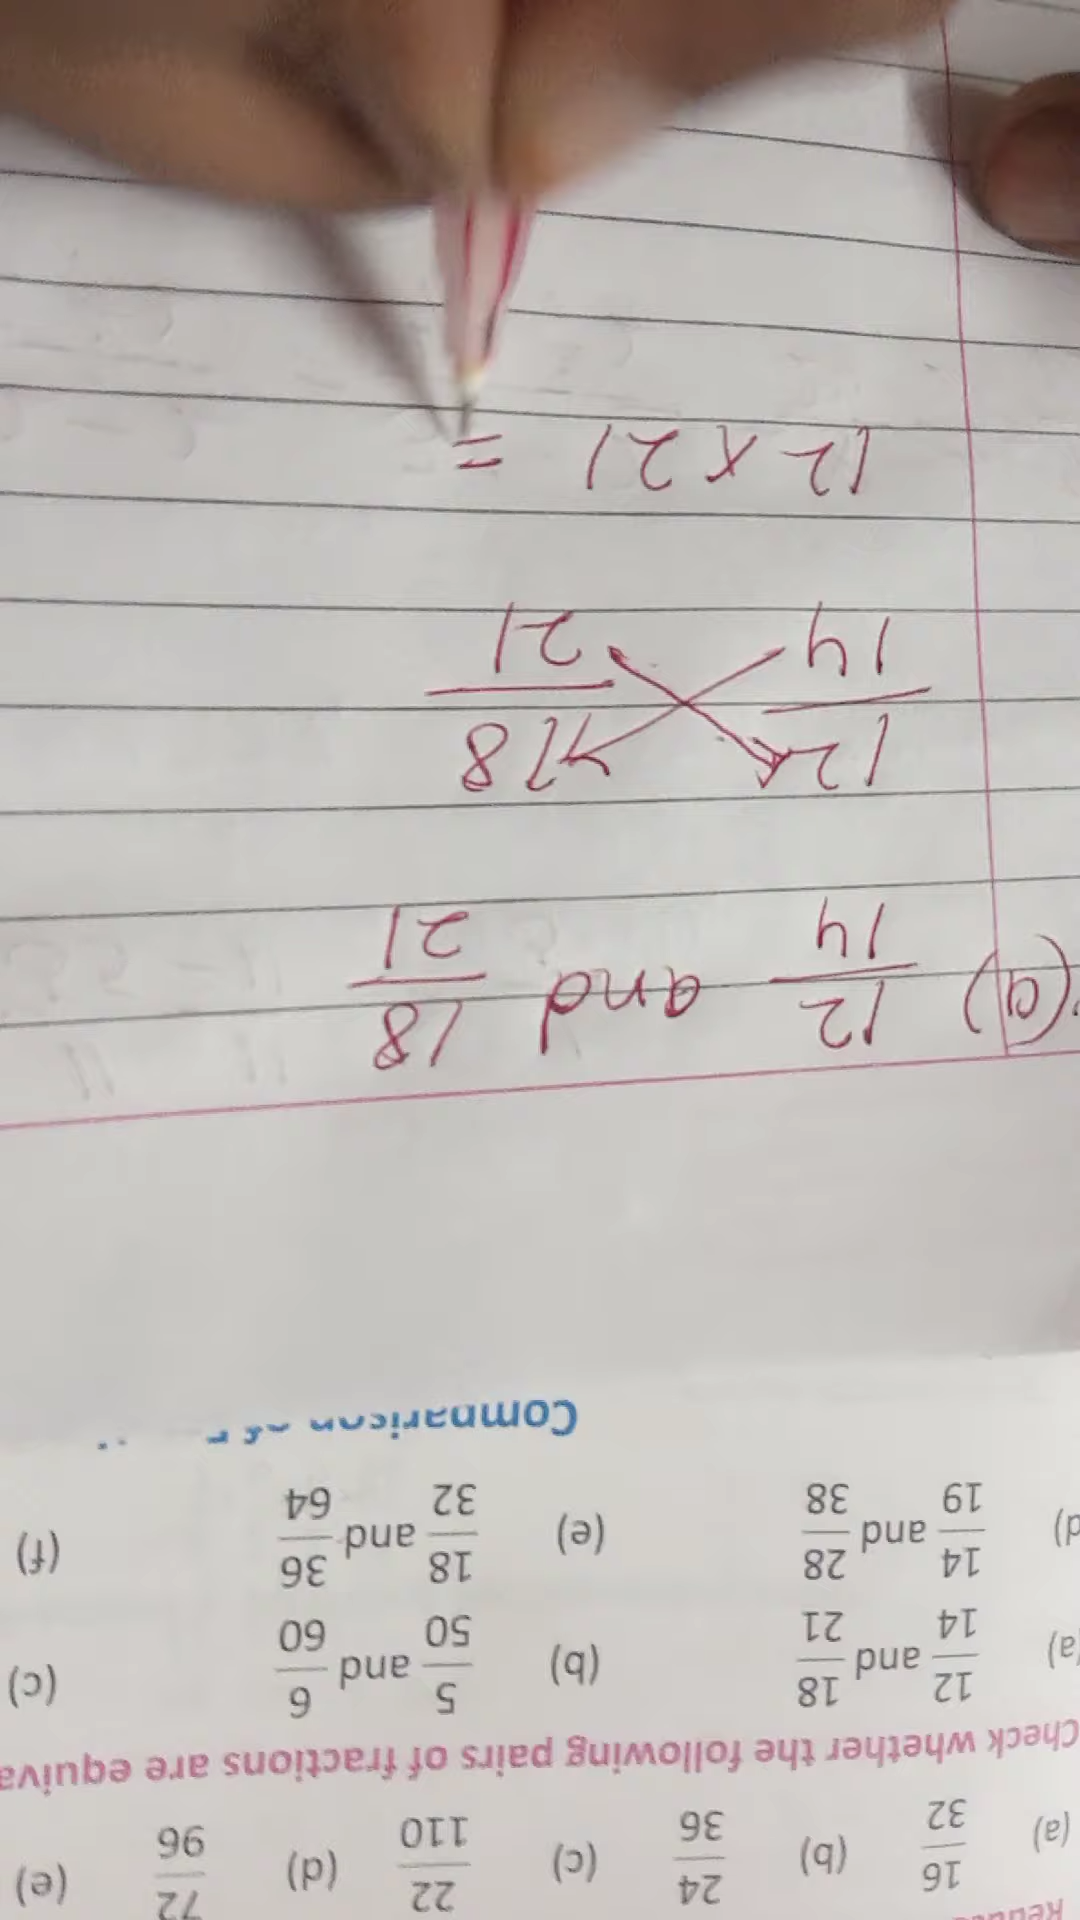 (a) 16/32 (b) 24/36 (c) 22/110 (d) 72/96 (e)
Check whether the following pairs of fractions are
(a) 12/14 and 18/21 (b) 5/50 and 6/60 (c)
d) 14/19 and 28/38 (e) 18/32 and 36/64 (f)
(a) 12/14 and 18/21
12/14 18/21
12 x 21 =